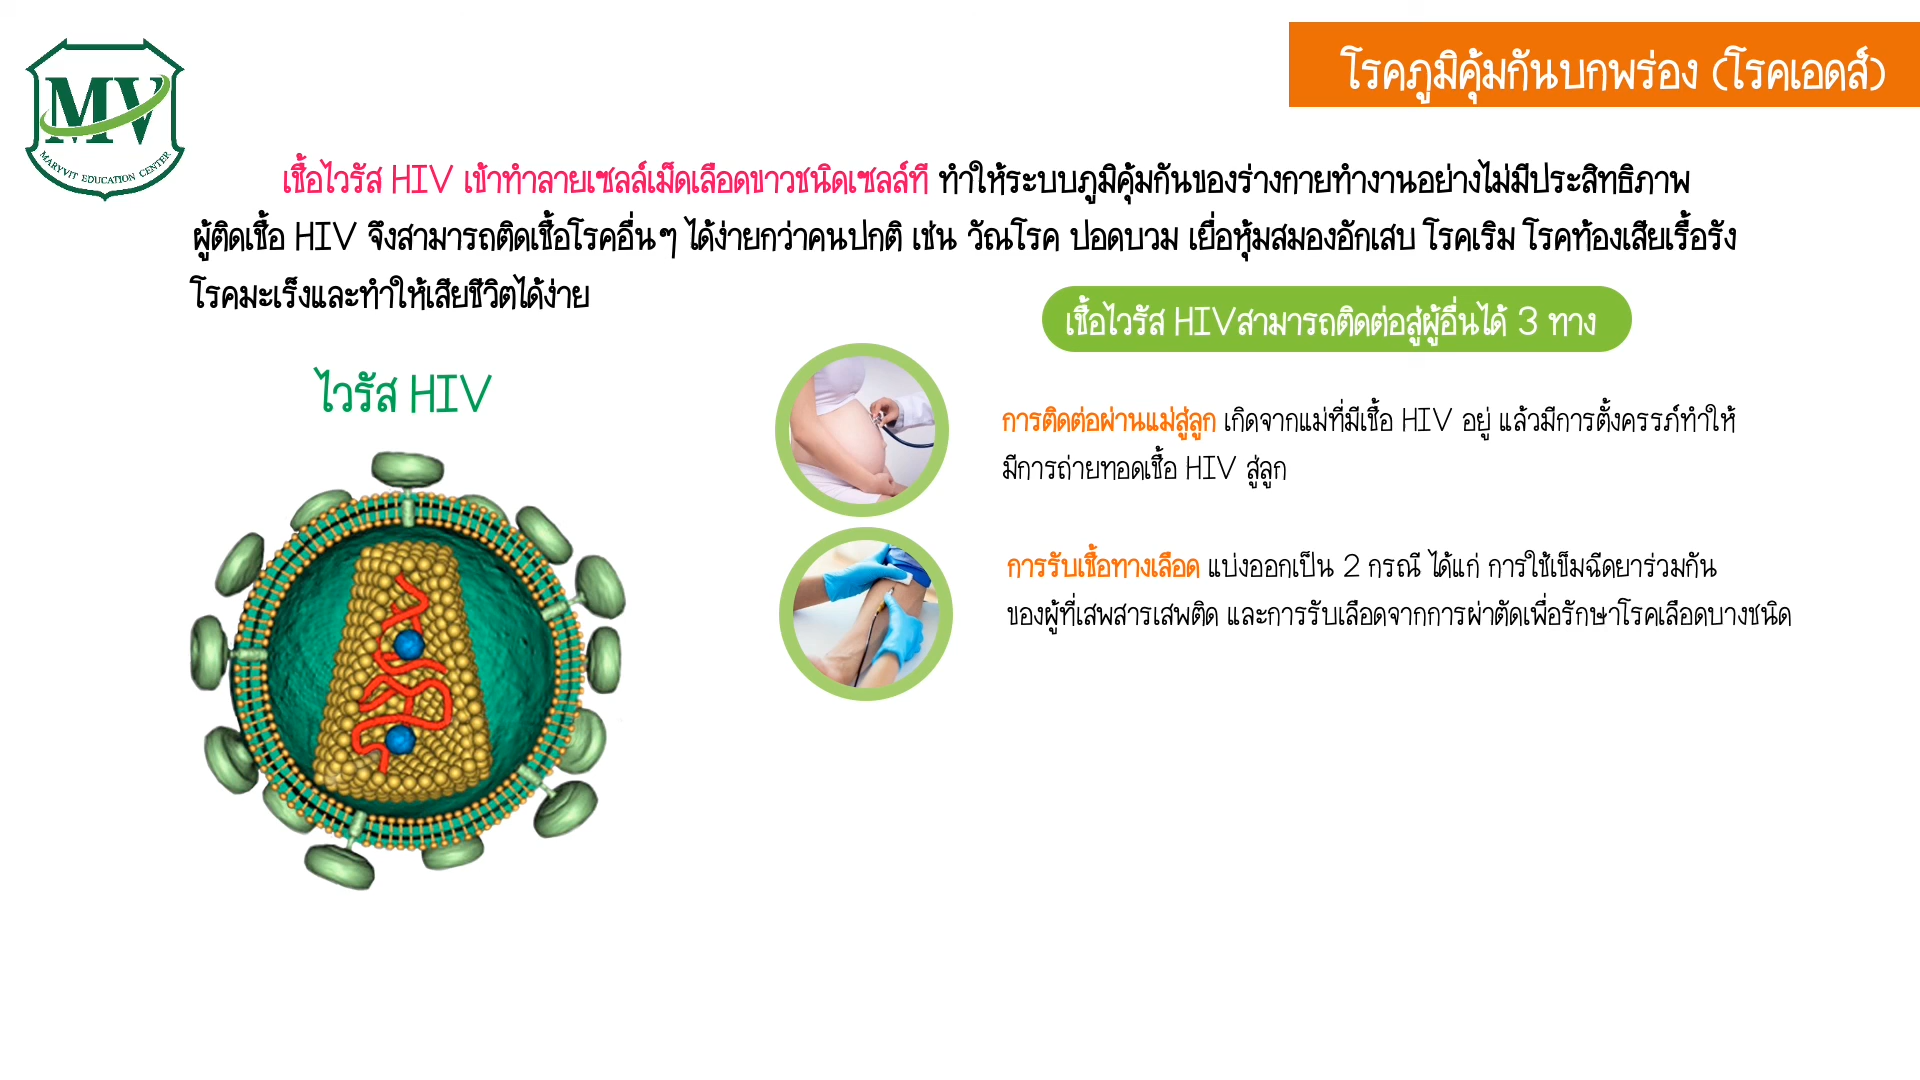 MV
MARYVIT EDUCATION CENTER
โรคภูมิคุ้มกันบกพร่อง (โรคเอดส์)
เชื้อไวรัส HIV เข้าทำลายเซลล์เม็ดเลือดขาวชนิดเซลล์ที ทำให้ระบบภูมิคุ้มกันของร่างกายทำงานอย่างไม่มีประสิทธิภาพ
ผู้ติดเชื้อ HIV จึงสามารถติดเชื้อโรคอื่นๆ ได้ง่ายกว่าคนปกติ เช่น วัณโรค ปอดบวม เยื่อหุ้มสมองอักเสบ โรคเริม โรคท้องเสียเรื้อรัง
โรคมะเร็งและทำให้เสียชีวิตได้ง่าย
เชื้อไวรัส HIVสามารถติดต่อสู่ผู้อื่นได้ 3 ทาง
ไวรัส HIV
การติดต่อผ่านแม่สู่ลูก เกิดจากแม่ที่มีเชื้อ HIV อยู่ แล้วมีการตั้งครรภ์ทำให้
มีการถ่ายทอดเชื้อ HIV สู่ลูก
การรับเชื้อทางเลือด แบ่งออกเป็น 2 กรณี ได้แก่ การใช้เข็มฉีดยาร่วมกัน
ของผู้ที่เสพสารเสพติด และการรับเลือดจากการผ่าตัดเพื่อรักษาโรคเลือดบางชนิด